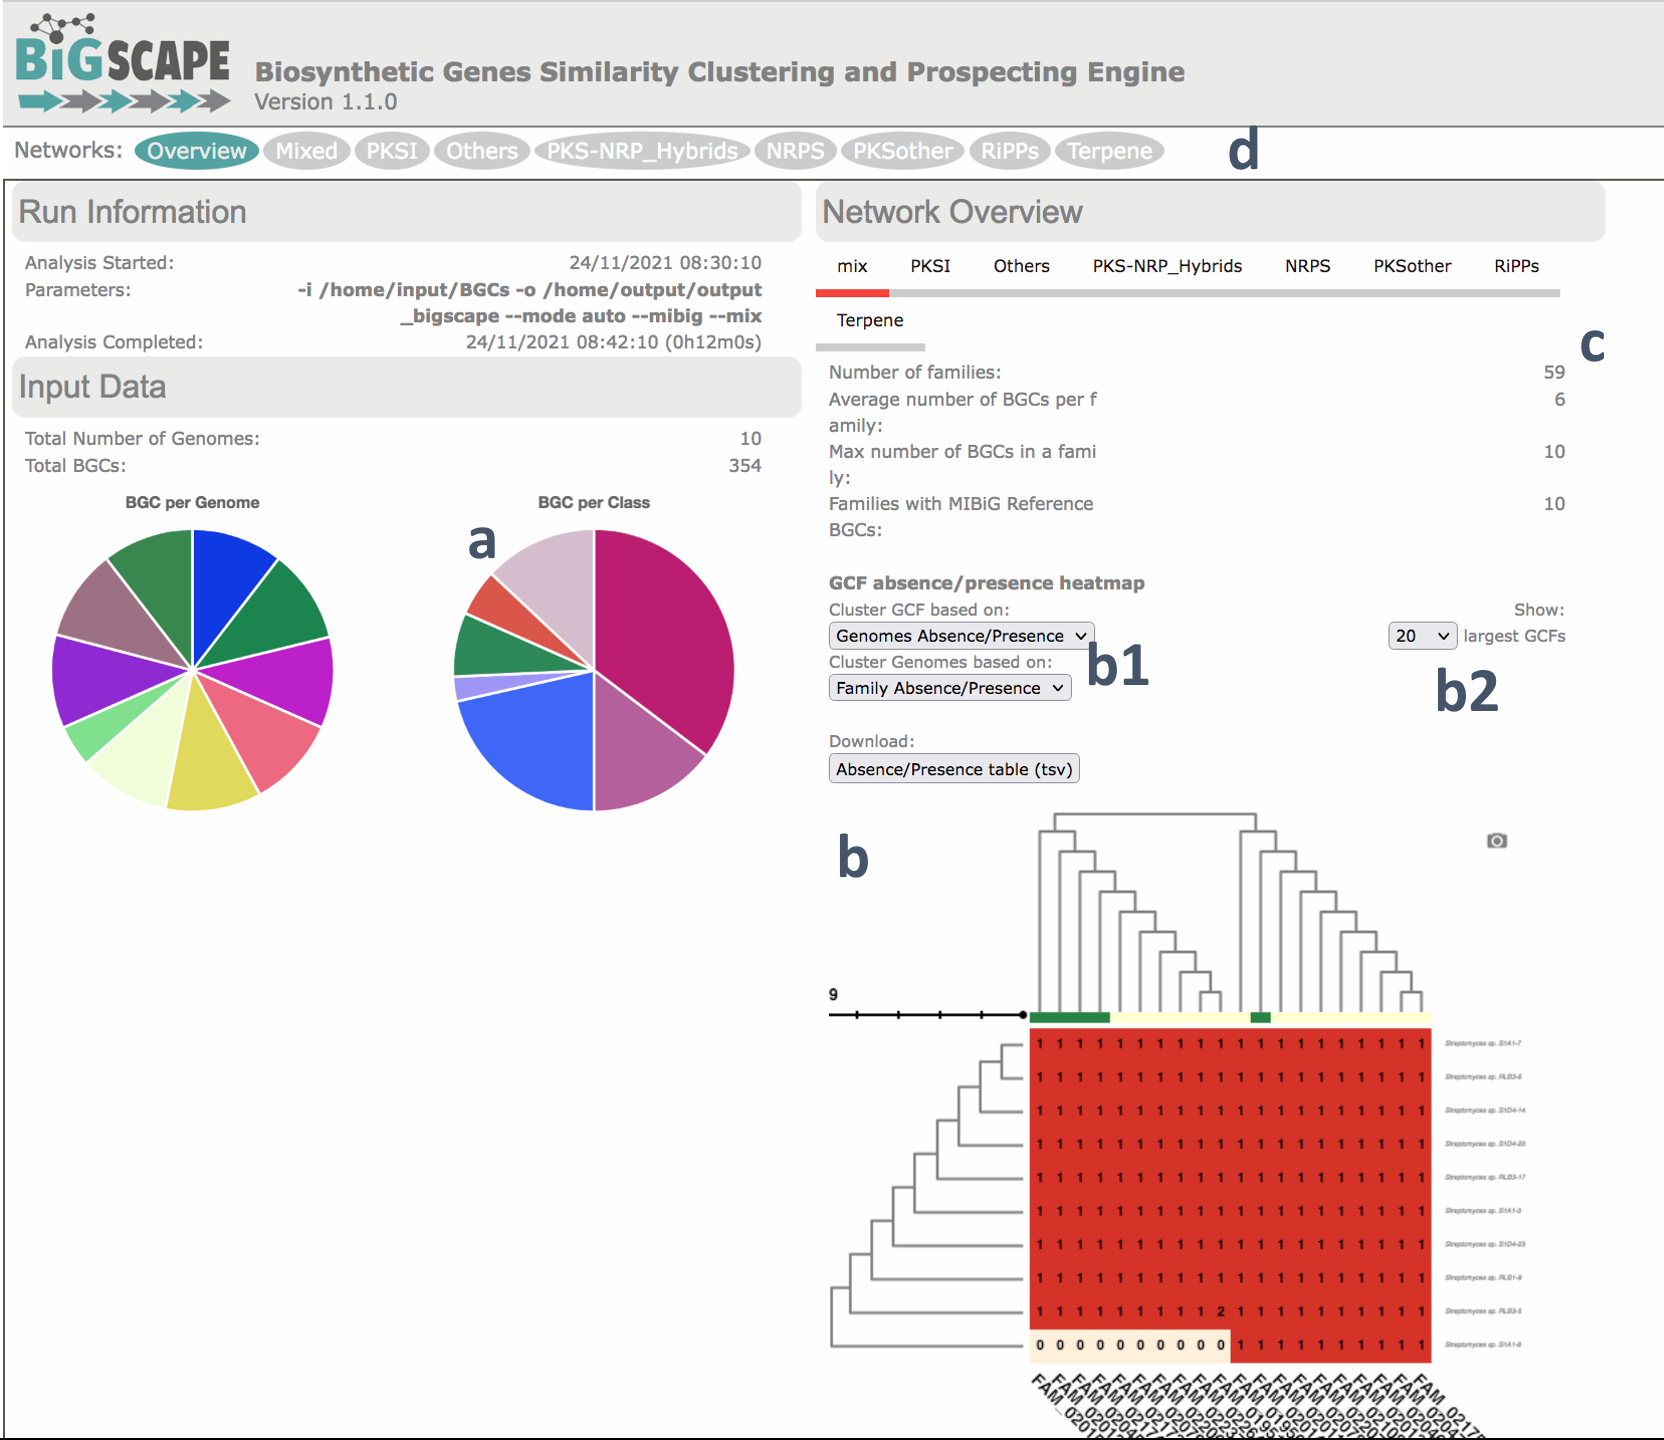 BiGSCAPE
Biosynthetic Genes Similarity Clustering and Prospecting Engine
Version 1.1.0
Networks: Overview Mixed PKSI Others PKS-NRP_Hybrids NRPS PKSother RiPPs Terpene d
Run Information
Analysis Started: 24/11/2021 08:30:10
Parameters: -i /home/input/BGCs -o /home/output/output
_bigscape --mode auto --mibig --mix
Analysis Completed: 24/11/2021 08:42:10 (0h12m0s)
Input Data
Total Number of Genomes: 10
Total BGCs: 354
BGC per Genome
BGC per Class
a
Network Overview
mix PKSI Others PKS-NRP_Hybrids NRPS PKSother RiPPs
Terpene
c
Number of families: 59
Average number of BGCs per f 6
amily:
Max number of BGCs in a fami 10
ly:
Families with MIBiG Reference 10
BGCs:
GCF absence/presence heatmap
Cluster GCF based on: Show:
Genomes Absence/Presence 20 largest GCFs
Cluster Genomes based on: b1
Family Absence/Presence b2
Download:
Absence/Presence table (tsv)
b
9
1 1 1 1 1 1 1 1 1 1 1 1 1 1 1 1 1 1 1 1 Streptomyces sp. S1A1-7
1 1 1 1 1 1 1 1 1 1 1 1 1 1 1 1 1 1 1 1 Streptomyces sp. RLB3-6
1 1 1 1 1 1 1 1 1 1 1 1 1 1 1 1 1 1 1 1 Streptomyces sp. S1D4-14
1 1 1 1 1 1 1 1 1 1 1 1 1 1 1 1 1 1 1 1 Streptomyces sp. S1D4-20
1 1 1 1 1 1 1 1 1 1 1 1 1 1 1 1 1 1 1 1 Streptomyces sp. RLB3-17
1 1 1 1 1 1 1 1 1 1 1 1 1 1 1 1 1 1 1 1 Streptomyces sp. S1A1-3
1 1 1 1 1 1 1 1 1 1 1 1 1 1 1 1 1 1 1 1 Streptomyces sp. S1D4-23
1 1 1 1 1 1 1 1 1 1 1 1 1 1 1 1 1 1 1 1 Streptomyces sp. RLB1-9
1 1 1 1 1 1 1 1 1 2 1 1 1 1 1 1 1 1 1 1 Streptomyces sp. RLB3-5
0 0 0 0 0 0 0 0 0 0 1 1 1 1 1 1 1 1 1 1 Streptomyces sp. S1A1-8